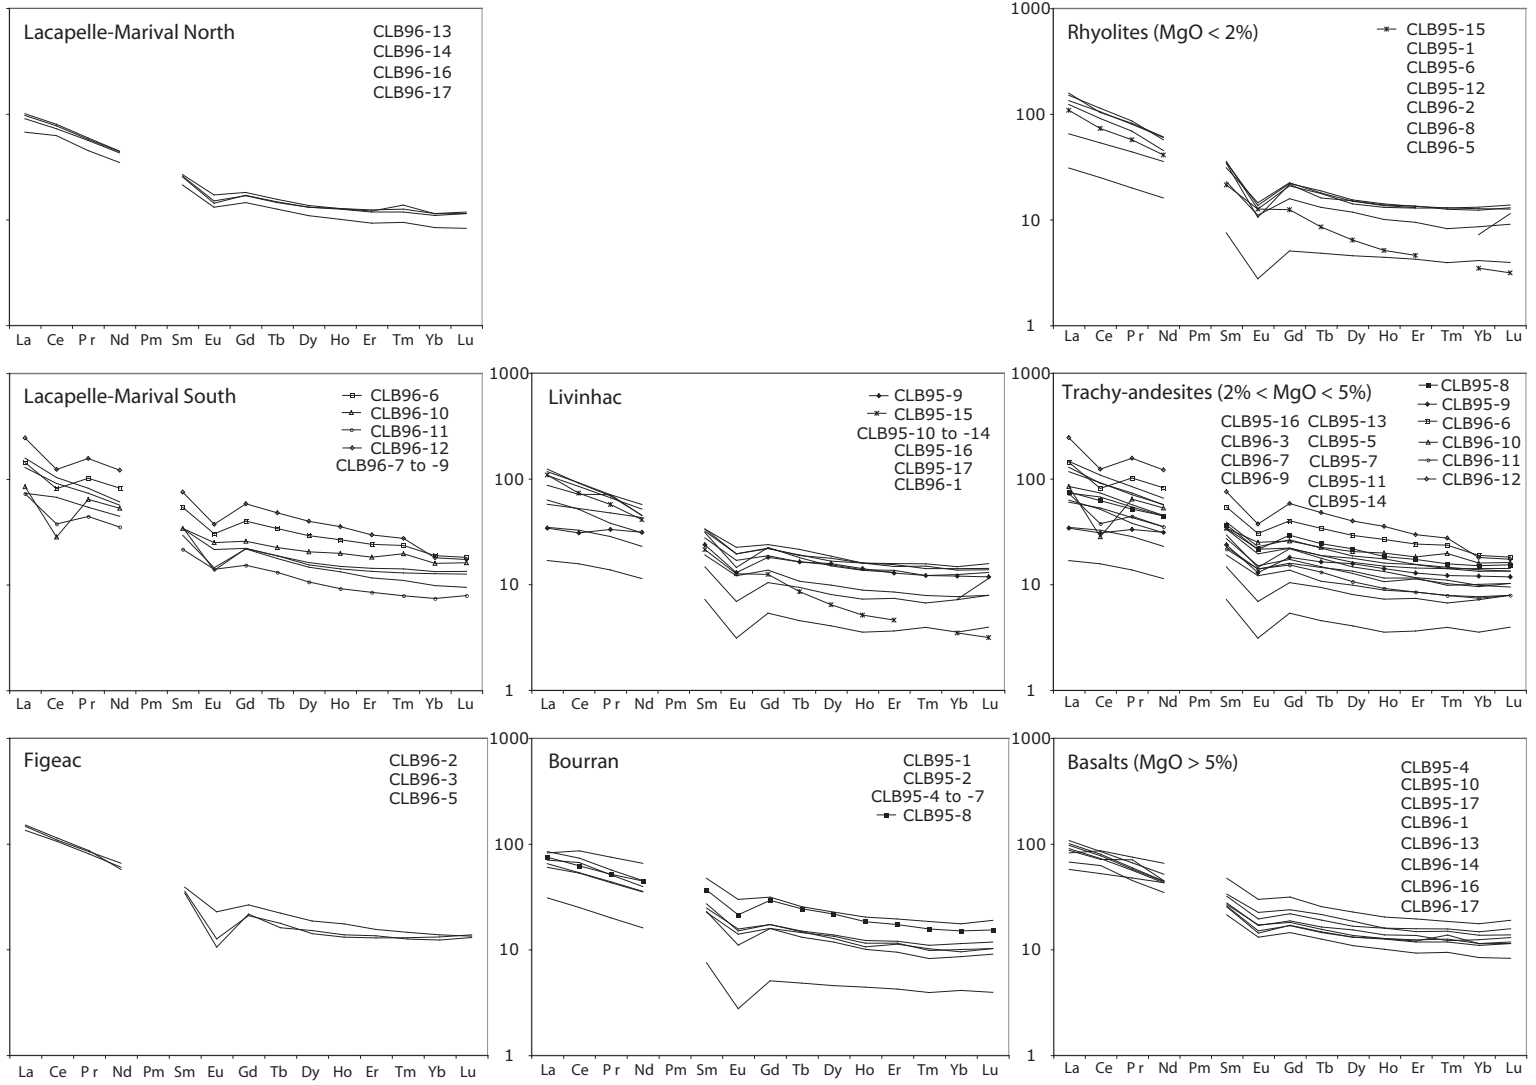 Lacapelle-Marival North
CLB96-13
CLB96-14
CLB96-16
CLB96-17
La Ce Pr Nd Pm Sm Eu Gd Tb Dy Ho Er Tm Yb Lu
1000
100
10
1
Rhyolites (MgO < 2%)
CLB95-15
CLB95-1
CLB95-6
CLB95-12
CLB96-2
CLB96-8
CLB96-5
La Ce Pr Nd Pm Sm Eu Gd Tb Dy Ho Er Tm Yb Lu
Lacapelle-Marival South
CLB96-6
CLB96-10
CLB96-11
CLB96-12
CLB96-7 to -9
La Ce Pr Nd Pm Sm Eu Gd Tb Dy Ho Er Tm Yb Lu
1000
100
10
1
Livinhac
CLB95-9
CLB95-15
CLB95-10 to -14
CLB95-16
CLB95-17
CLB96-1
La Ce Pr Nd Pm Sm Eu Gd Tb Dy Ho Er Tm Yb Lu
1000
100
10
1
Trachy-andesites (2% < MgO < 5%)
CLB95-16 CLB95-13
CLB96-3 CLB95-5
CLB96-7 CLB95-7
CLB96-9 CLB95-11
CLB95-14
CLB95-8
CLB95-9
CLB96-6
CLB96-10
CLB96-11
CLB96-12
La Ce Pr Nd Pm Sm Eu Gd Tb Dy Ho Er Tm Yb Lu
Figeac
CLB96-2
CLB96-3
CLB96-5
La Ce Pr Nd Pm Sm Eu Gd Tb Dy Ho Er Tm Yb Lu
1000
100
10
1
Bourran
CLB95-1
CLB95-2
CLB95-4 to -7
CLB95-8
La Ce Pr Nd Pm Sm Eu Gd Tb Dy Ho Er Tm Yb Lu
1000
100
10
1
Basalts (MgO > 5%)
CLB95-4
CLB95-10
CLB95-17
CLB96-1
CLB96-13
CLB96-14
CLB96-16
CLB96-17
La Ce Pr Nd Pm Sm Eu Gd Tb Dy Ho Er Tm Yb Lu